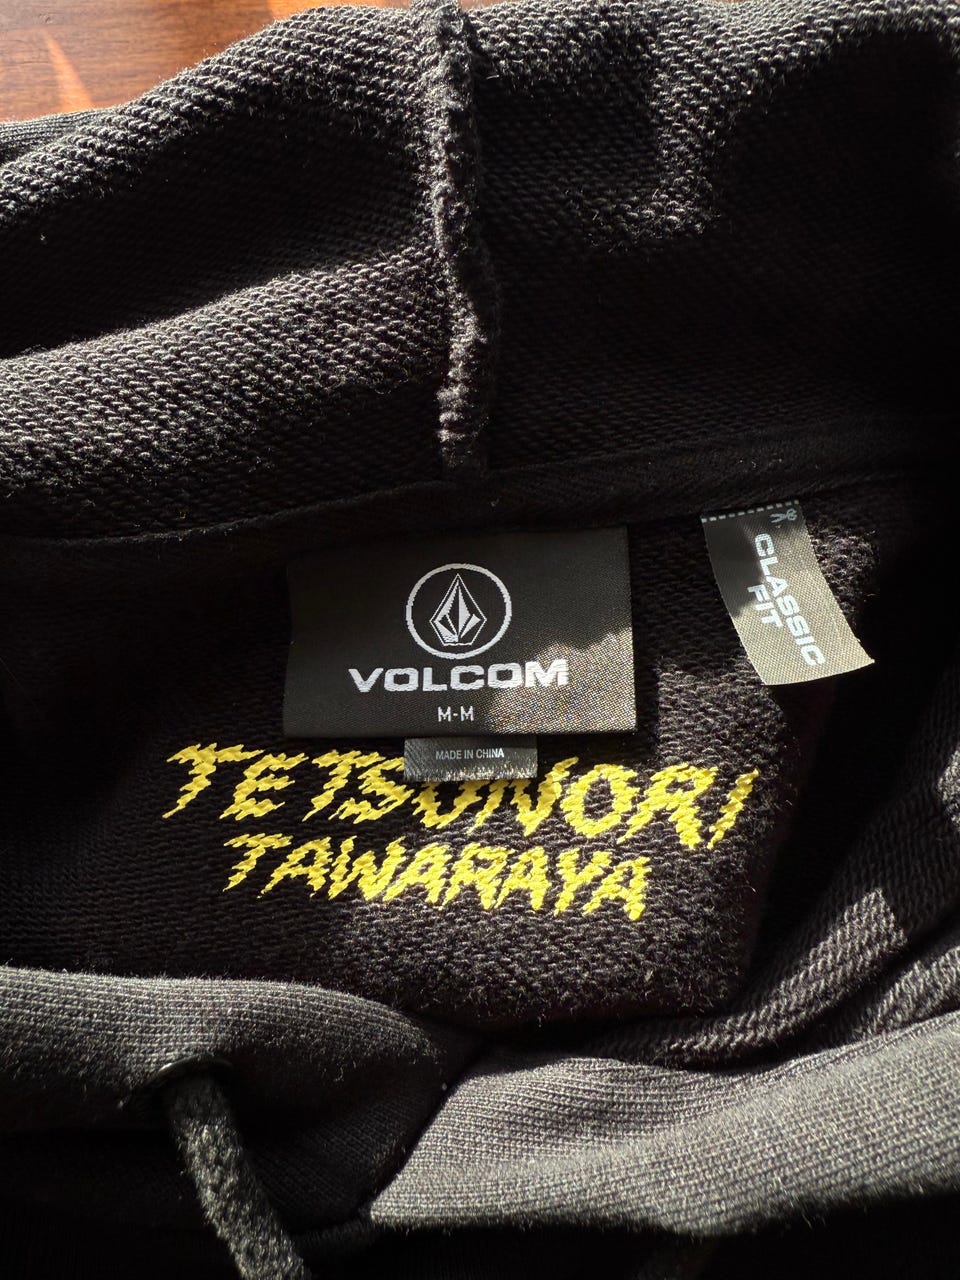 VOLCOM
M-M
MADE IN CHINA
CLASSIC
FIT
TETSUNORI
TAWARAYA